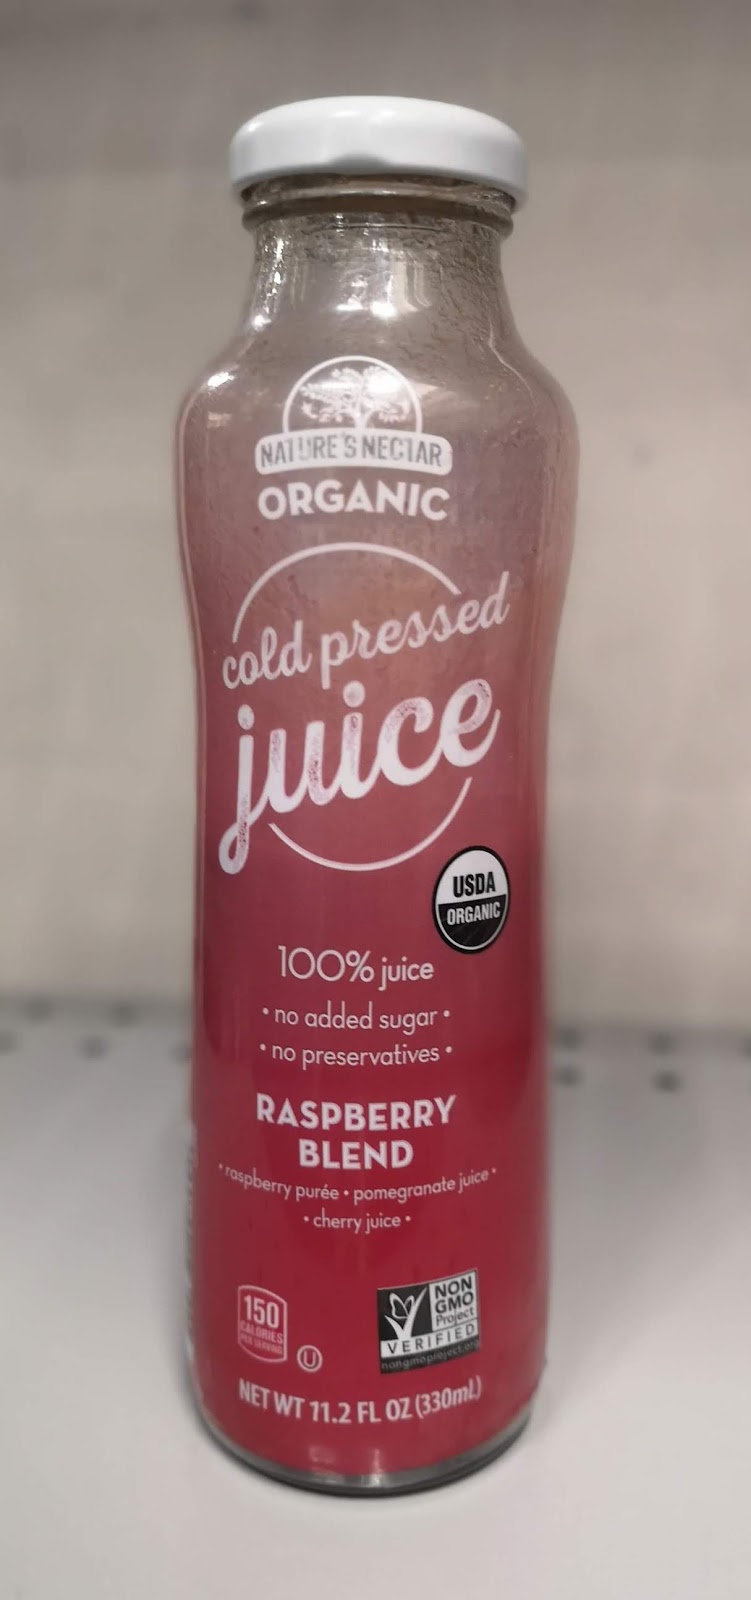 NATURE'S NECTAR
ORGANIC
cold pressed
juice
USDA
ORGANIC
100% juice
• no added sugar •
• no preservatives •
RASPBERRY
BLEND
• raspberry purée • pomegranate juice •
• cherry juice •
150
CALORIES
PER SERVING
U
NON
GMO
Project
VERIFIED
nongmoproject.org
NET WT 11.2 FL OZ (330mL)